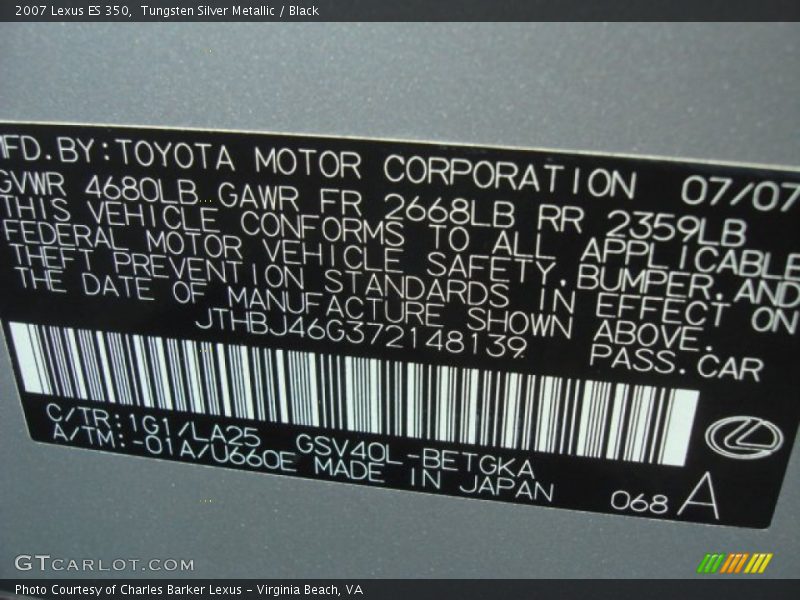 2007 Lexus ES 350,  Tungsten Silver Metallic / Black
MFD.BY:TOYOTA MOTOR CORPORATION 07/07
GVWR 4680LB GAWR FR 2668LB RR 2359LB
THIS VEHICLE CONFORMS TO ALL APPLICABLE
FEDERAL MOTOR VEHICLE SAFETY,BUMPER,AND
THEFT PREVENTION STANDARDS IN EFFECT ON
THE DATE OF MANUFACTURE SHOWN ABOVE.
JTHBJ46G372148139 PASS.CAR
C/TR:1G1/LA25 GSV40L-BETGKA
A/TM:-01A/U660E MADE IN JAPAN 068 A
GTCARLOT.COM
Photo Courtesy of Charles Barker Lexus - Virginia Beach, VA